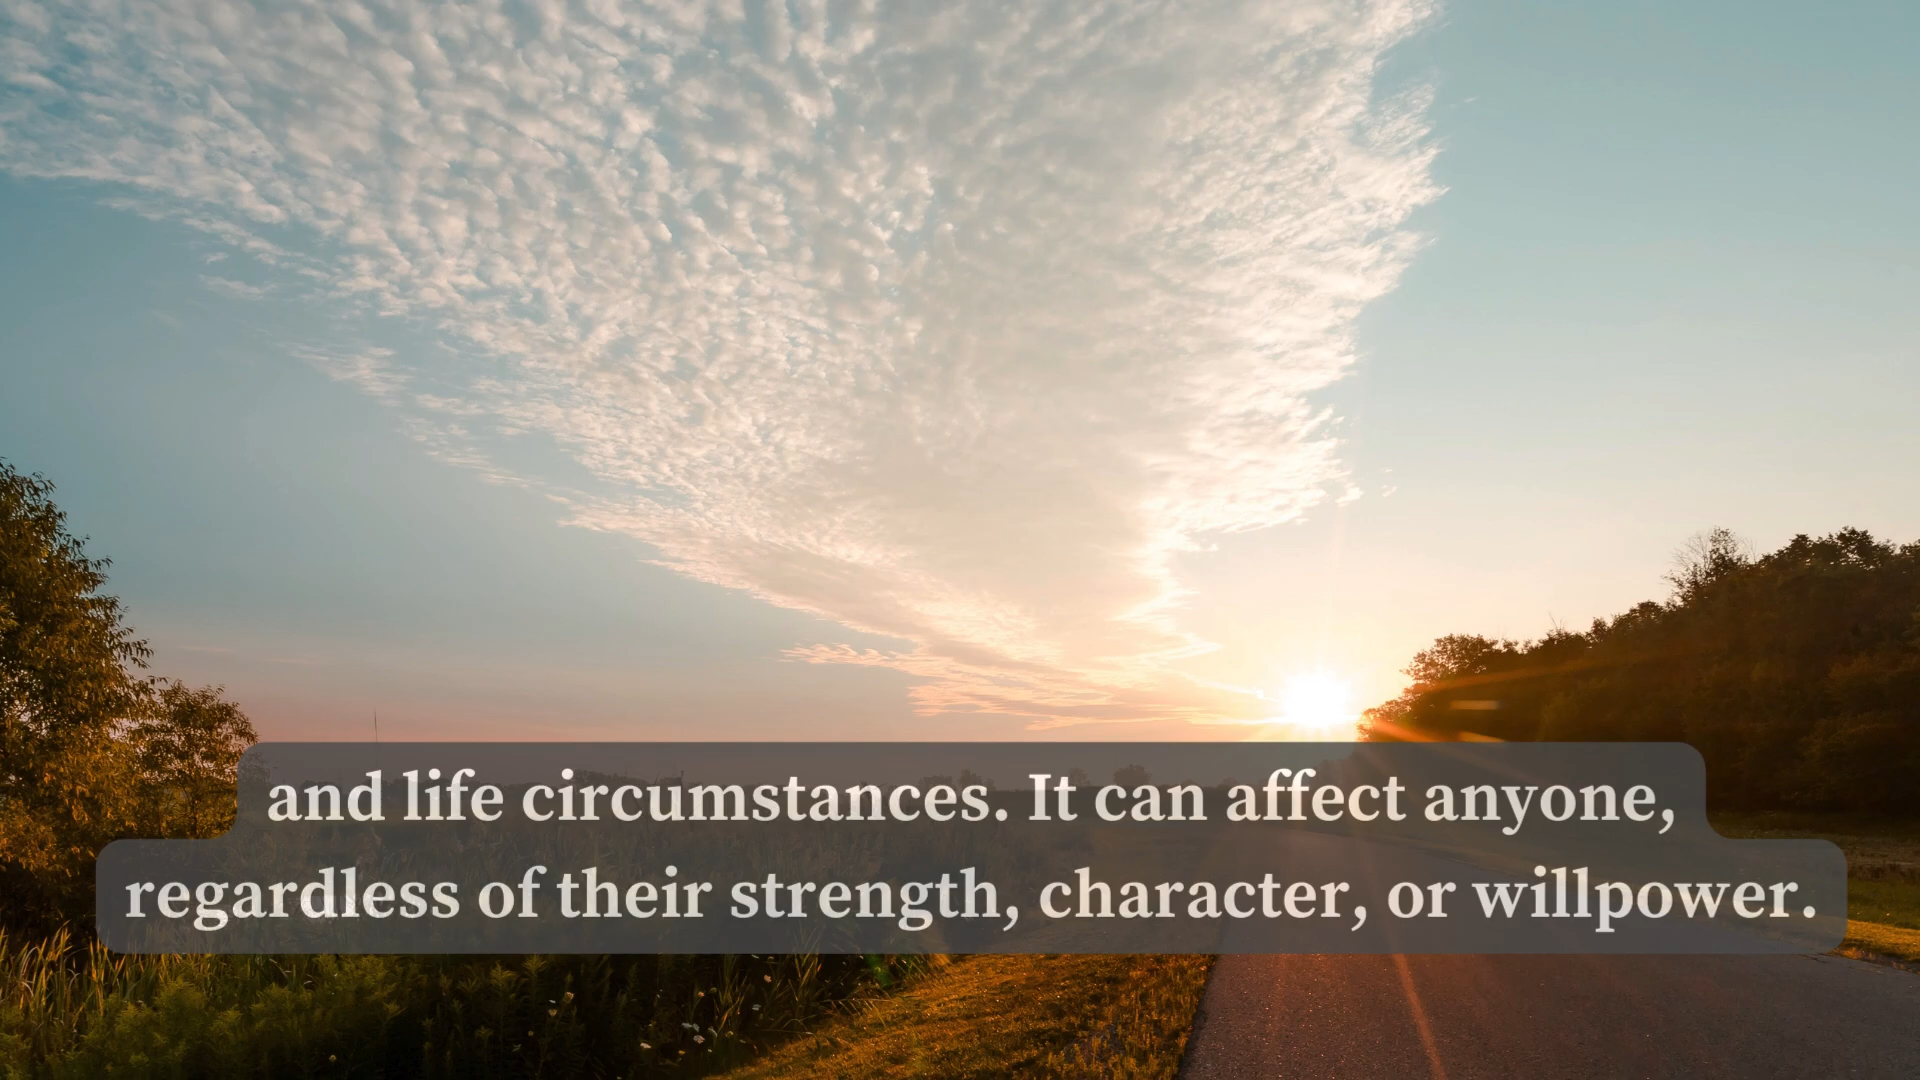 and life circumstances. It can affect anyone,
regardless of their strength, character, or willpower.